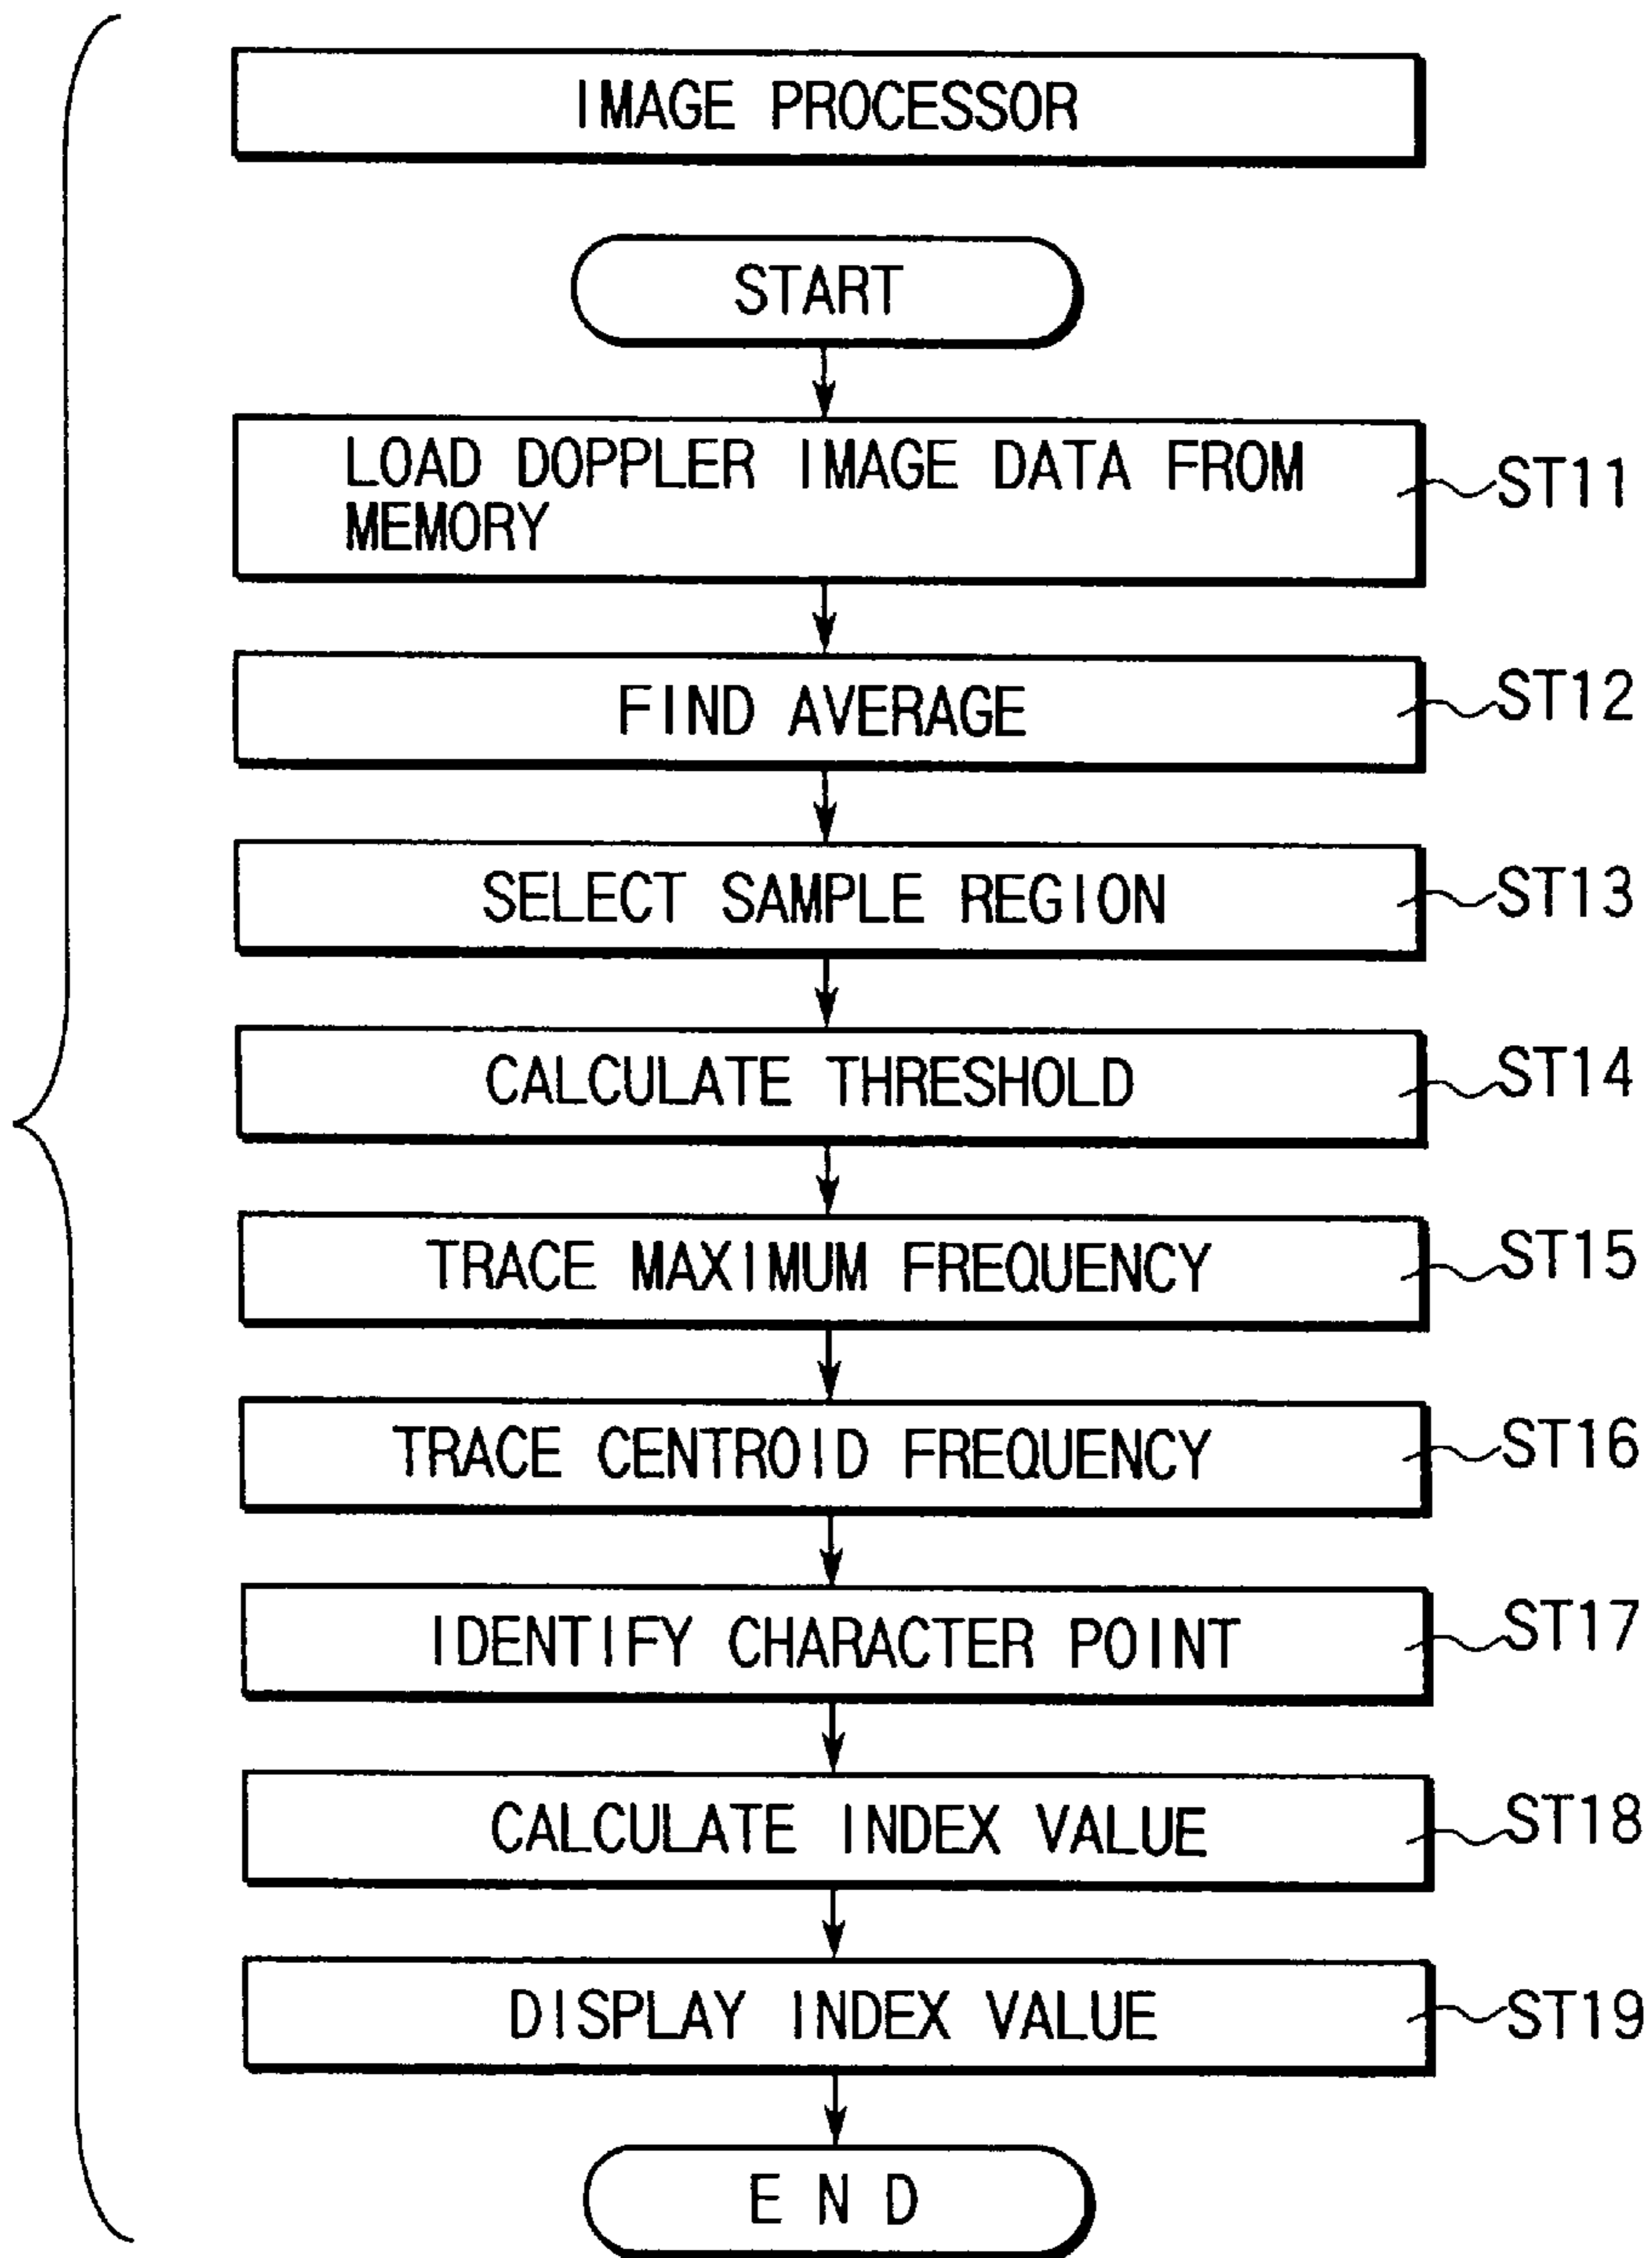 IMAGE PROCESSOR
START
LOAD DOPPLER IMAGE DATA FROM
MEMORY
ST11
FIND AVERAGE
ST12
SELECT SAMPLE REGION
ST13
CALCULATE THRESHOLD
ST14
TRACE MAXIMUM FREQUENCY
ST15
TRACE CENTROID FREQUENCY
ST16
IDENTIFY CHARACTER POINT
ST17
CALCULATE INDEX VALUE
ST18
DISPLAY INDEX VALUE
ST19
END